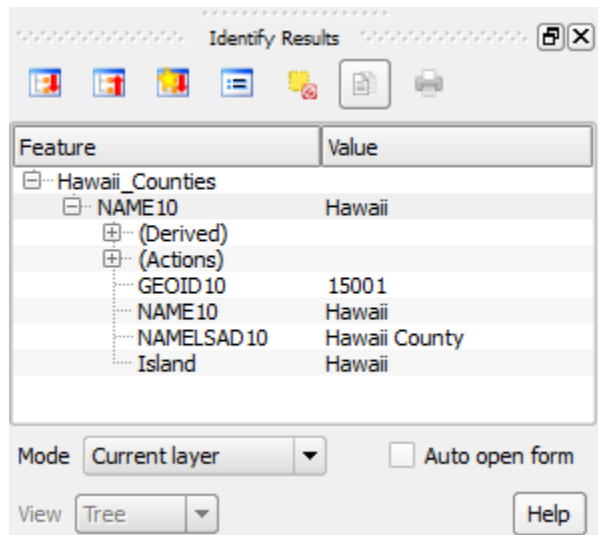 Identify Results
Feature Value
Hawaii_Counties
NAME10 Hawaii
(Derived)
(Actions)
GEOID10 15001
NAME10 Hawaii
NAMELSAD10 Hawaii County
Island Hawaii
Mode Current layer Auto open form
View Tree Help